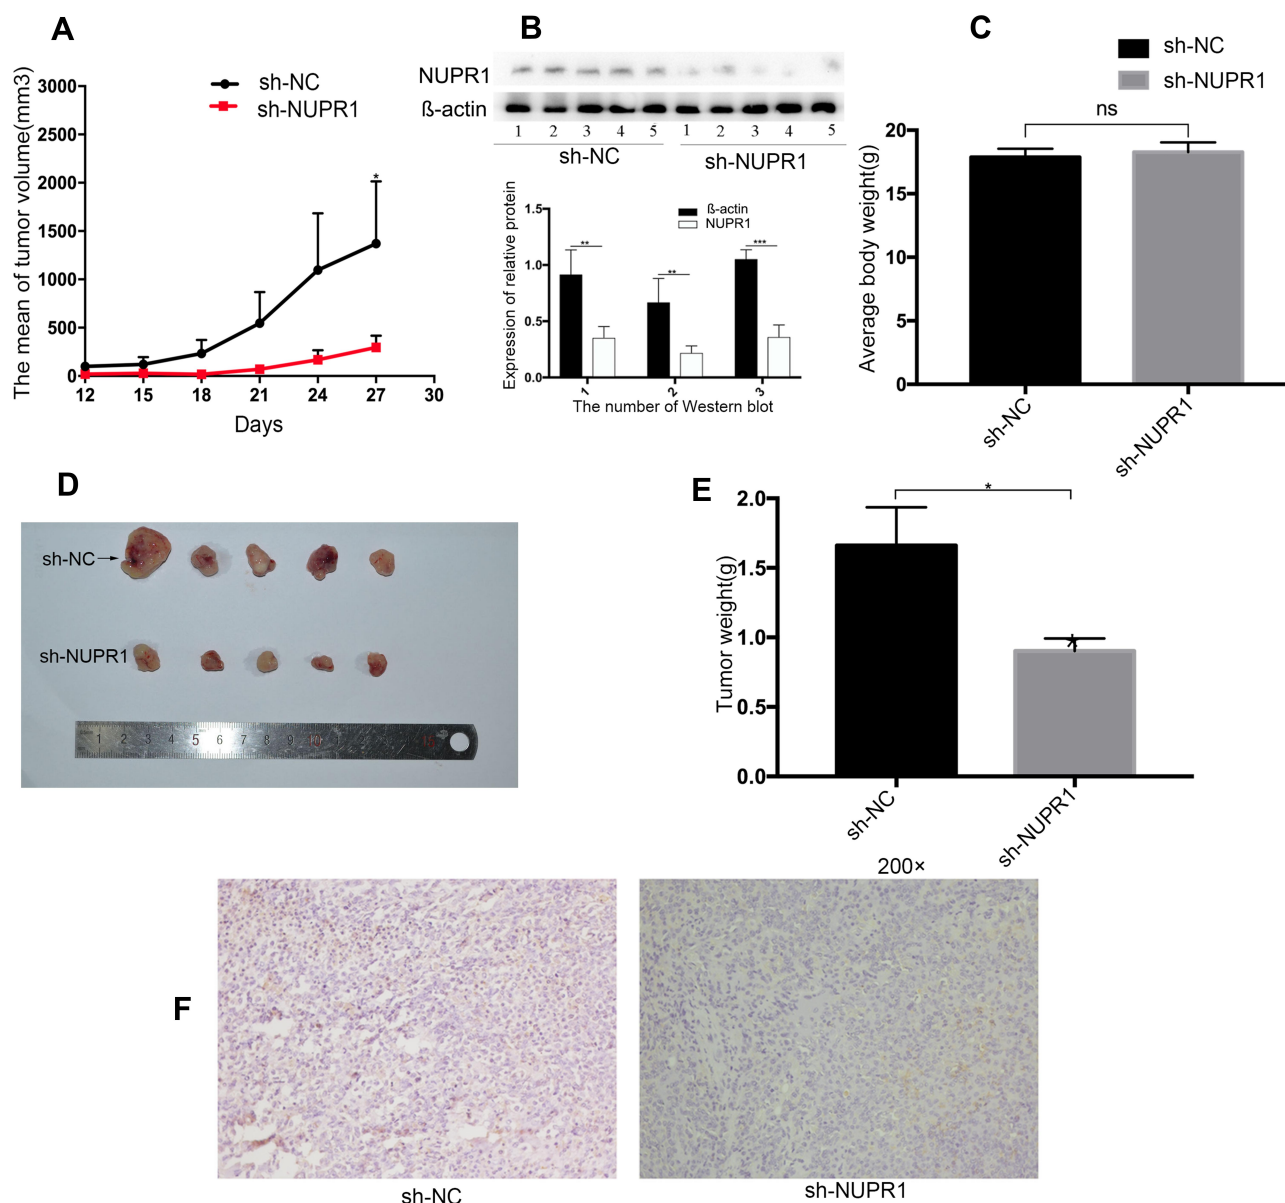 A
The mean of tumor volume(mm3)
3000
2500
2000
1500
1000
500
0
12 15 18 21 24 27 30
Days
sh-NC
sh-NUPR1
*
B
NUPR1
ß-actin
1 2 3 4 5 1 2 3 4 5
sh-NC sh-NUPR1
Expression of relative protein
1.5
1.0
0.5
0.0
ß-actin
NUPR1
** ** ***
1 2 3
The number of Western blot
C
sh-NC
sh-NUPR1
ns
Average body weight(g)
20
15
10
5
0
sh-NC sh-NUPR1
D
sh-NC
sh-NUPR1
1 2 3 4 5 6 7 8 9 10
E
*
Tumor weight(g)
2.0
1.5
1.0
0.5
0.0
*
sh-NC sh-NUPR1
200×
F
sh-NC sh-NUPR1